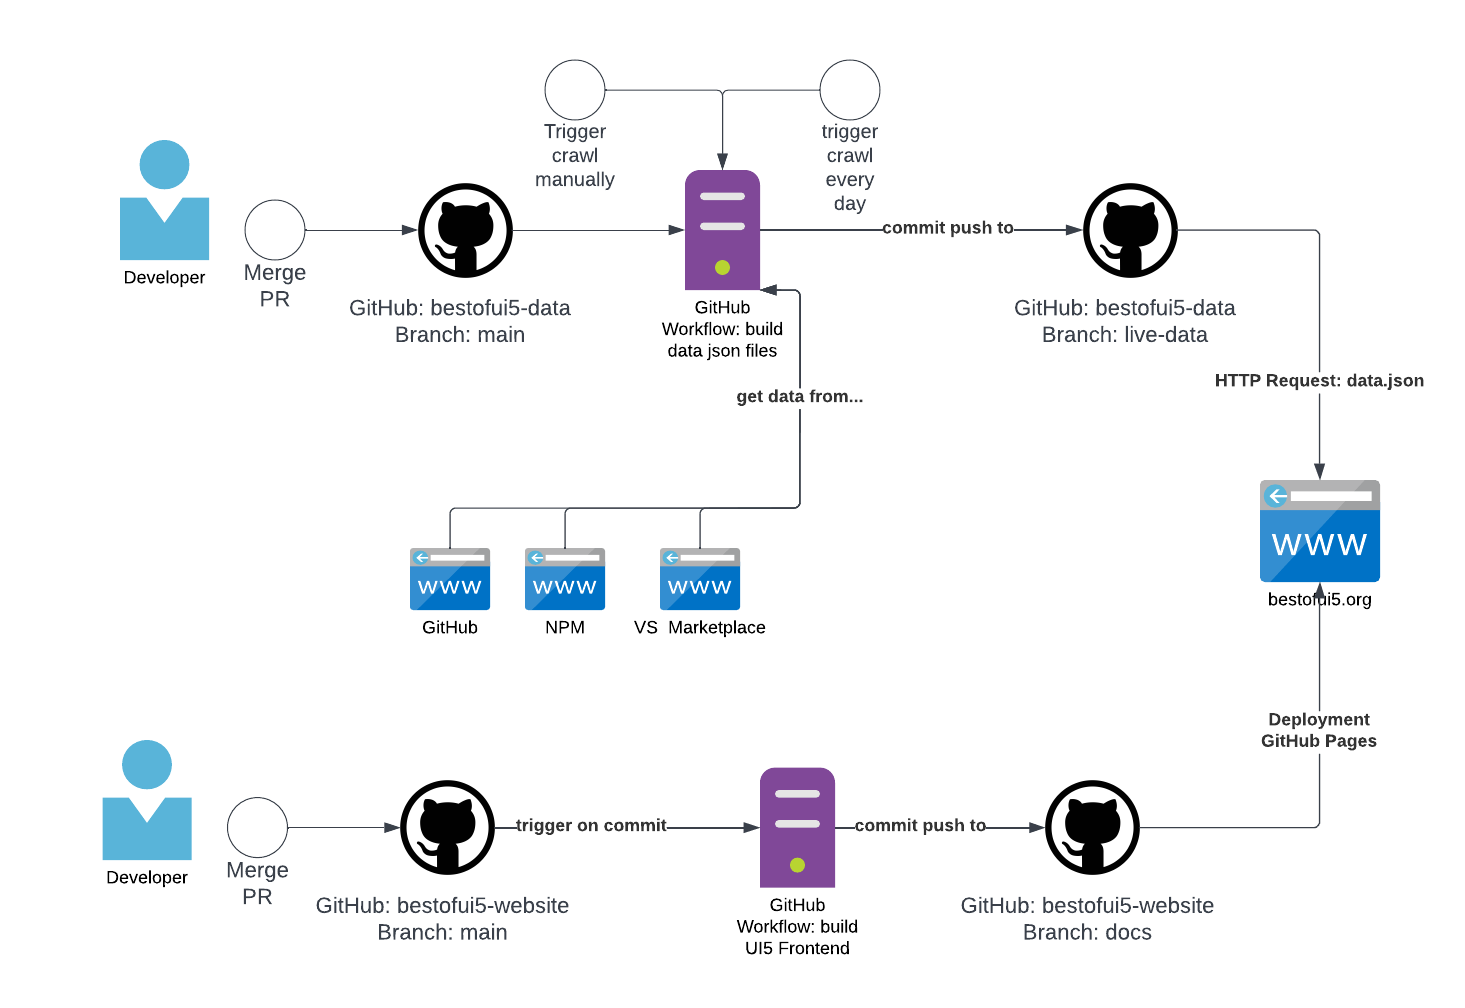 Trigger
crawl
manually
trigger
crawl
every
day
Developer
Merge
PR
GitHub: bestofui5-data
Branch: main
GitHub
Workflow: build
data json files
commit push to
GitHub: bestofui5-data
Branch: live-data
HTTP Request: data.json
get data from...
www
GitHub
www
NPM
www
VS Marketplace
www
bestofui5.org
Deployment
GitHub Pages
Developer
Merge
PR
GitHub: bestofui5-website
Branch: main
trigger on commit
GitHub
Workflow: build
UI5 Frontend
commit push to
GitHub: bestofui5-website
Branch: docs